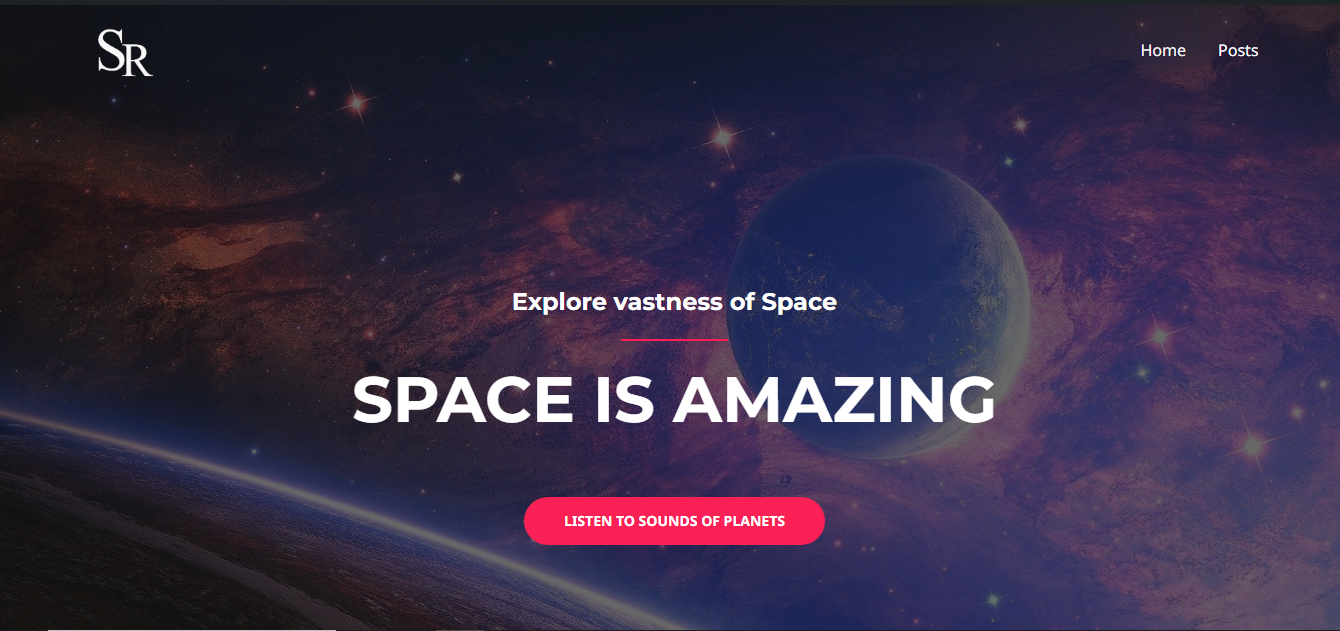 SR
Home
Posts
Explore vastness of Space
SPACE IS AMAZING
LISTEN TO SOUNDS OF PLANETS